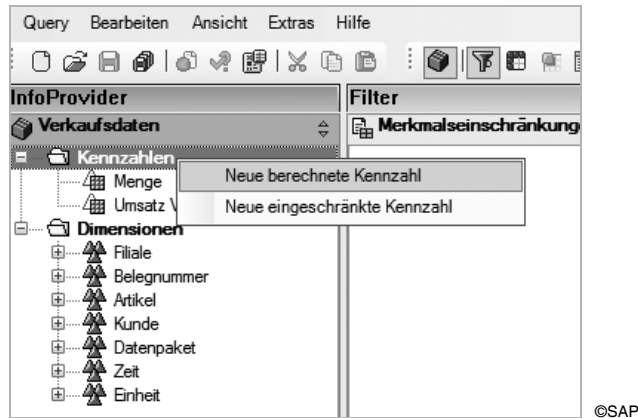 Query Bearbeiten Ansicht Extras Hilfe
InfoProvider
Filter
Verkaufsdaten
Merkmalseinschränkung
Kennzahlen
Neue berechnete Kennzahl
Menge
Neue eingeschränkte Kennzahl
Umsatz V
Dimensionen
Filiale
Belegnummer
Artikel
Kunde
Datenpaket
Zeit
Einheit
©SAP